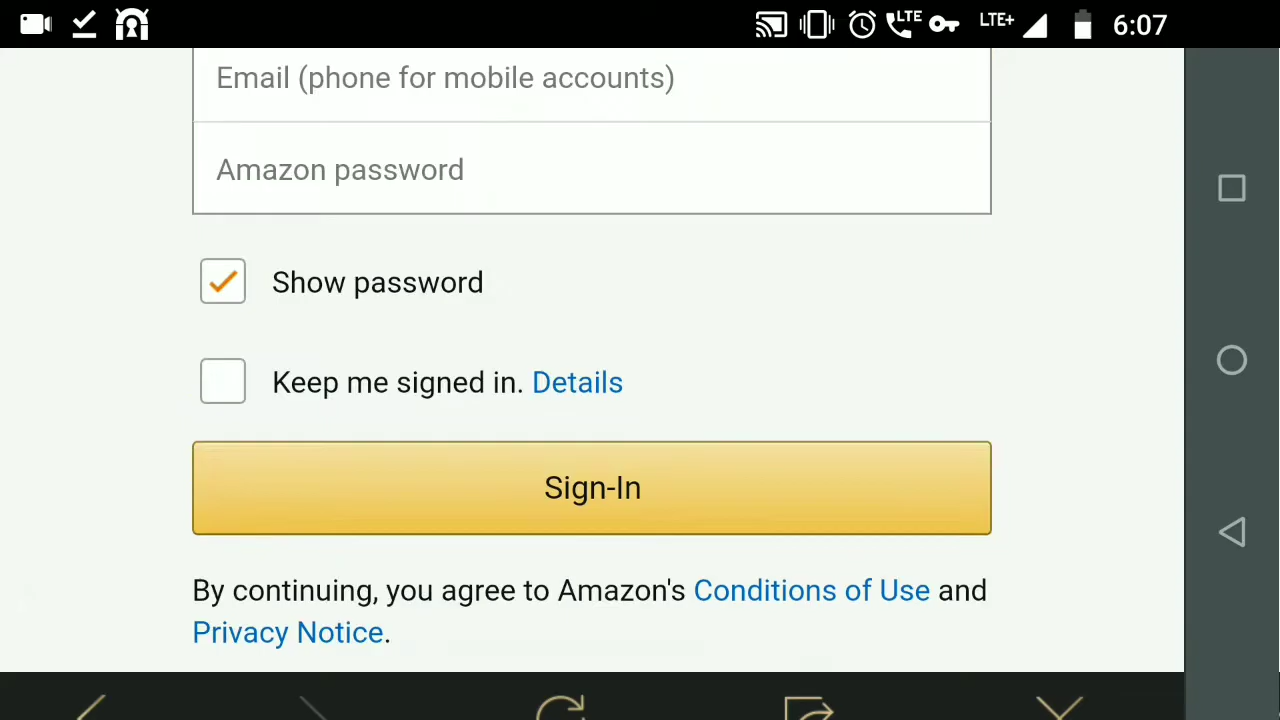 LTE LTE+ 6:07
Email (phone for mobile accounts)
Amazon password
Show password
Keep me signed in. Details
Sign-In
By continuing, you agree to Amazon's Conditions of Use and
Privacy Notice.